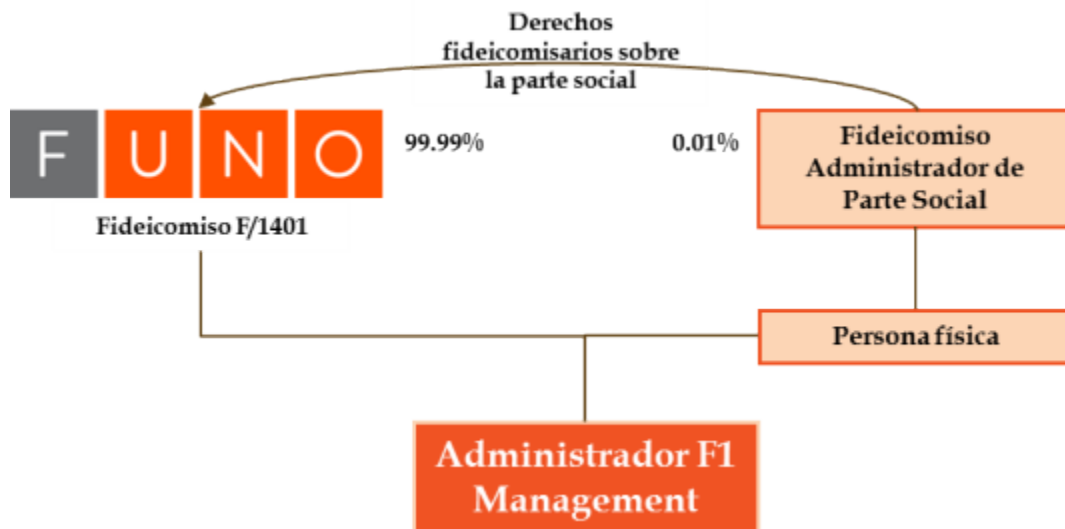 Derechos
fideicomisarios sobre
la parte social
FUNO
99.99%
0.01%
Fideicomiso
Administrador de
Parte Social
Fideicomiso F/1401
Persona física
Administrador F1
Management